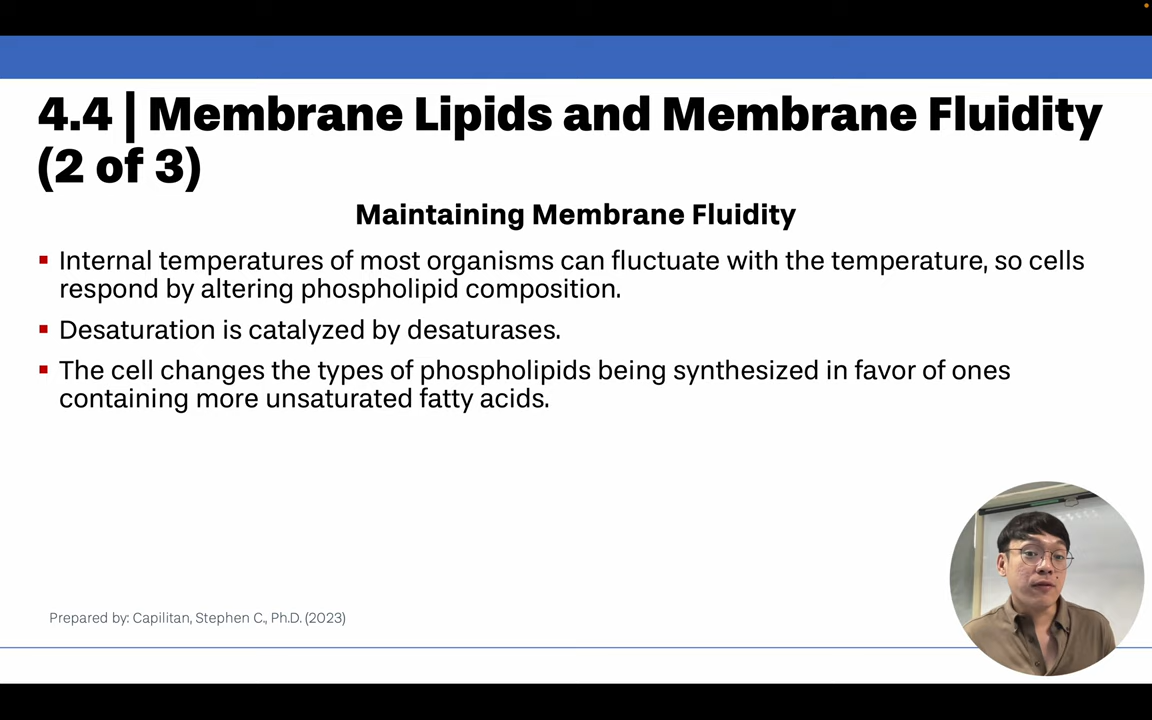 4.4 | Membrane Lipids and Membrane Fluidity
(2 of 3)
Maintaining Membrane Fluidity
▪ Internal temperatures of most organisms can fluctuate with the temperature, so cells
respond by altering phospholipid composition.
▪ Desaturation is catalyzed by desaturases.
▪ The cell changes the types of phospholipids being synthesized in favor of ones
containing more unsaturated fatty acids.
Prepared by: Capilitan, Stephen C., Ph.D. (2023)